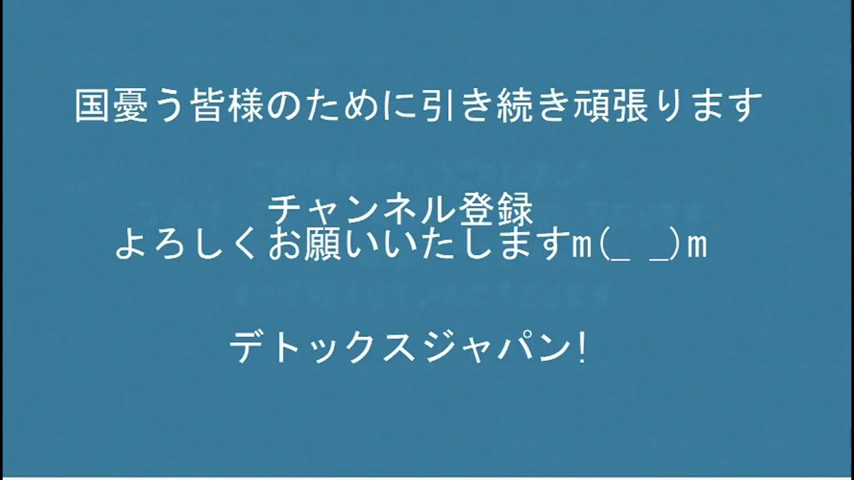 国憂う皆様のために引き続き頑張ります
チャンネル登録
よろしくお願いいたしますm(_ _)m
デトックスジャパン!